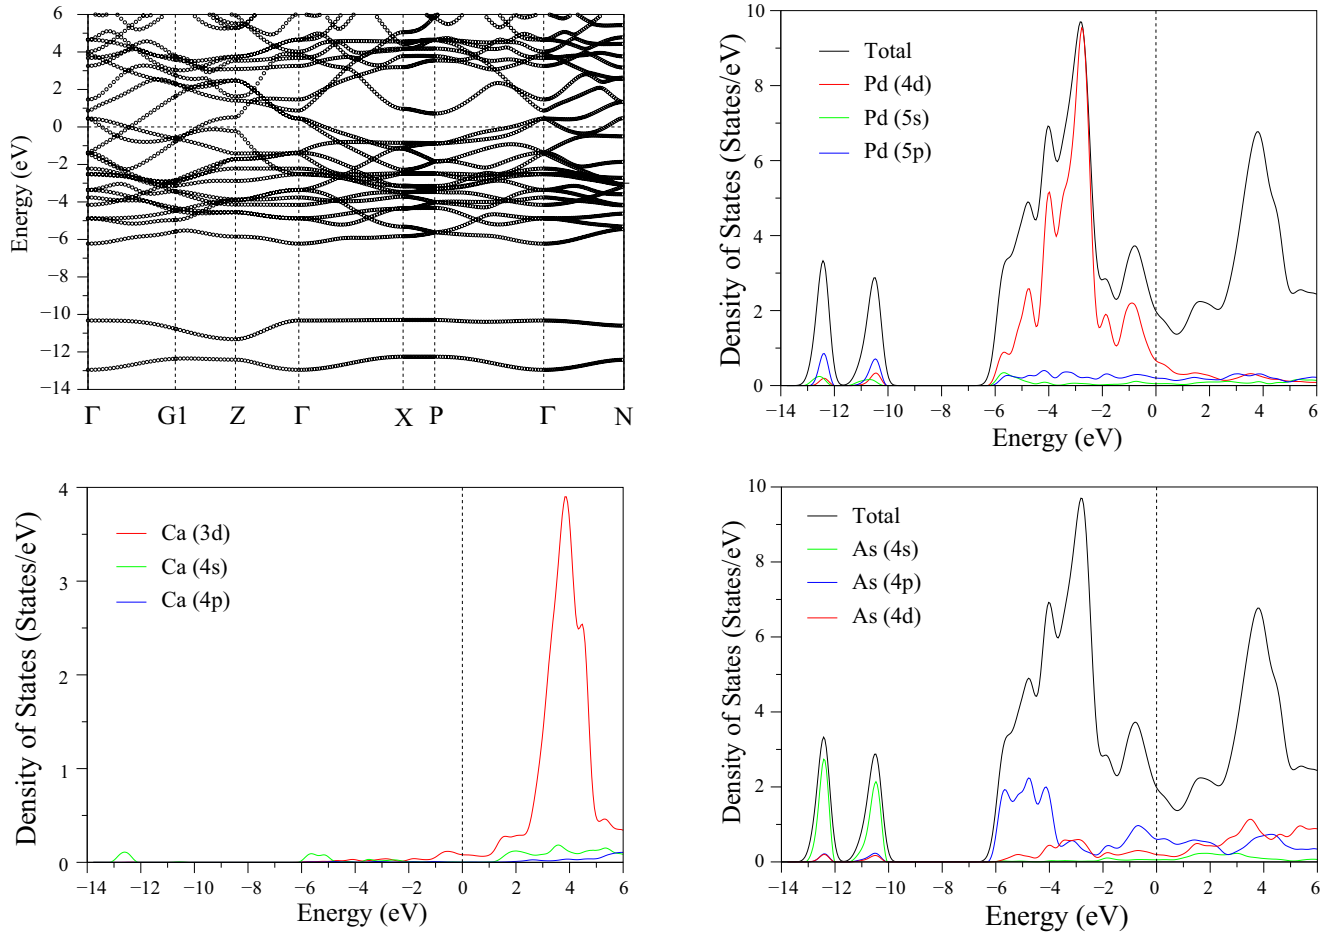 6
4
2
0
−2
−4
−6
−8
−10
−12
−14
Energy (eV)
Γ G1 Z Γ X P Γ N
10
8
6
4
2
0
Density of States (States/eV)
Total
Pd (4d)
Pd (5s)
Pd (5p)
−14 −12 −10 −8 −6 −4 −2 0 2 4 6
Energy (eV)
4
3
2
1
0
Density of States (States/eV)
Ca (3d)
Ca (4s)
Ca (4p)
−14 −12 −10 −8 −6 −4 −2 0 2 4 6
Energy (eV)
10
8
6
4
2
0
Density of States (States/eV)
Total
As (4s)
As (4p)
As (4d)
−14 −12 −10 −8 −6 −4 −2 0 2 4 6
Energy (eV)